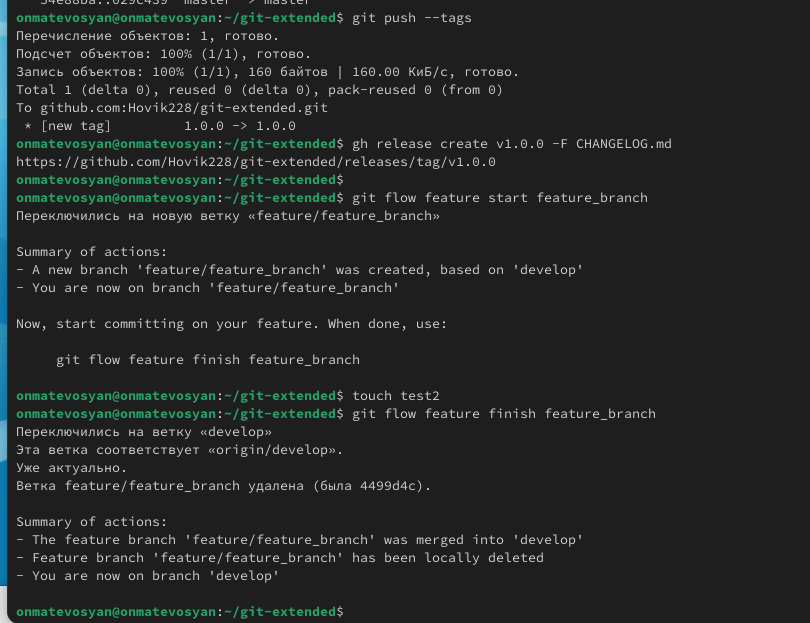 54e88ba..029c439  master -> master
onmatevosyan@onmatevosyan:~/git-extended$ git push --tags
Перечисление объектов: 1, готово.
Подсчет объектов: 100% (1/1), готово.
Запись объектов: 100% (1/1), 160 байтов | 160.00 КиБ/с, готово.
Total 1 (delta 0), reused 0 (delta 0), pack-reused 0 (from 0)
To github.com:Hovik228/git-extended.git
 * [new tag]         1.0.0 -> 1.0.0
onmatevosyan@onmatevosyan:~/git-extended$ gh release create v1.0.0 -F CHANGELOG.md
https://github.com/Hovik228/git-extended/releases/tag/v1.0.0
onmatevosyan@onmatevosyan:~/git-extended$
onmatevosyan@onmatevosyan:~/git-extended$ git flow feature start feature_branch
Переключились на новую ветку «feature/feature_branch»
Summary of actions:
- A new branch 'feature/feature_branch' was created, based on 'develop'
- You are now on branch 'feature/feature_branch'
Now, start committing on your feature. When done, use:
     git flow feature finish feature_branch
onmatevosyan@onmatevosyan:~/git-extended$ touch test2
onmatevosyan@onmatevosyan:~/git-extended$ git flow feature finish feature_branch
Переключились на ветку «develop»
Эта ветка соответствует «origin/develop».
Уже актуально.
Ветка feature/feature_branch удалена (была 4499d4c).
Summary of actions:
- The feature branch 'feature/feature_branch' was merged into 'develop'
- Feature branch 'feature/feature_branch' has been locally deleted
- You are now on branch 'develop'
onmatevosyan@onmatevosyan:~/git-extended$